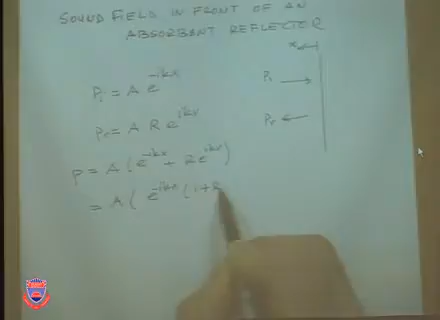 SOUND FIELD IN FRONT OF AN
ABSORBANT REFLECTOR
x
Pi = A e^{-ikx}
Pi
Pr = A R e^{ikx}
Pr
P = A ( e^{-ikx} + R e^{ikx} )
= A ( e^{-ikx} ( 1 + R